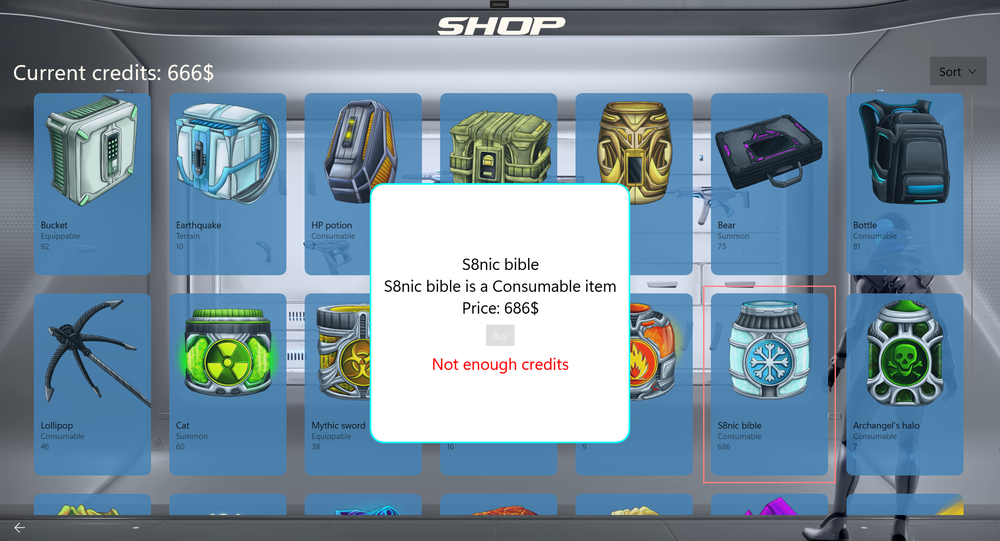 SHOP
Current credits: 666$
Sort
Bucket
Equippable
92
Earthquake
Terrain
10
HP potion
Consumable
7
Bear
Summon
75
Bottle
Consumable
81
S8nic bible
S8nic bible is a Consumable item
Price: 686$
Buy
Not enough credits
Lollipop
Consumable
46
Cat
Summon
60
Mythic sword
Equippable
38
16
9
S8nic bible
Consumable
686
Archangel's halo
Consumable
7